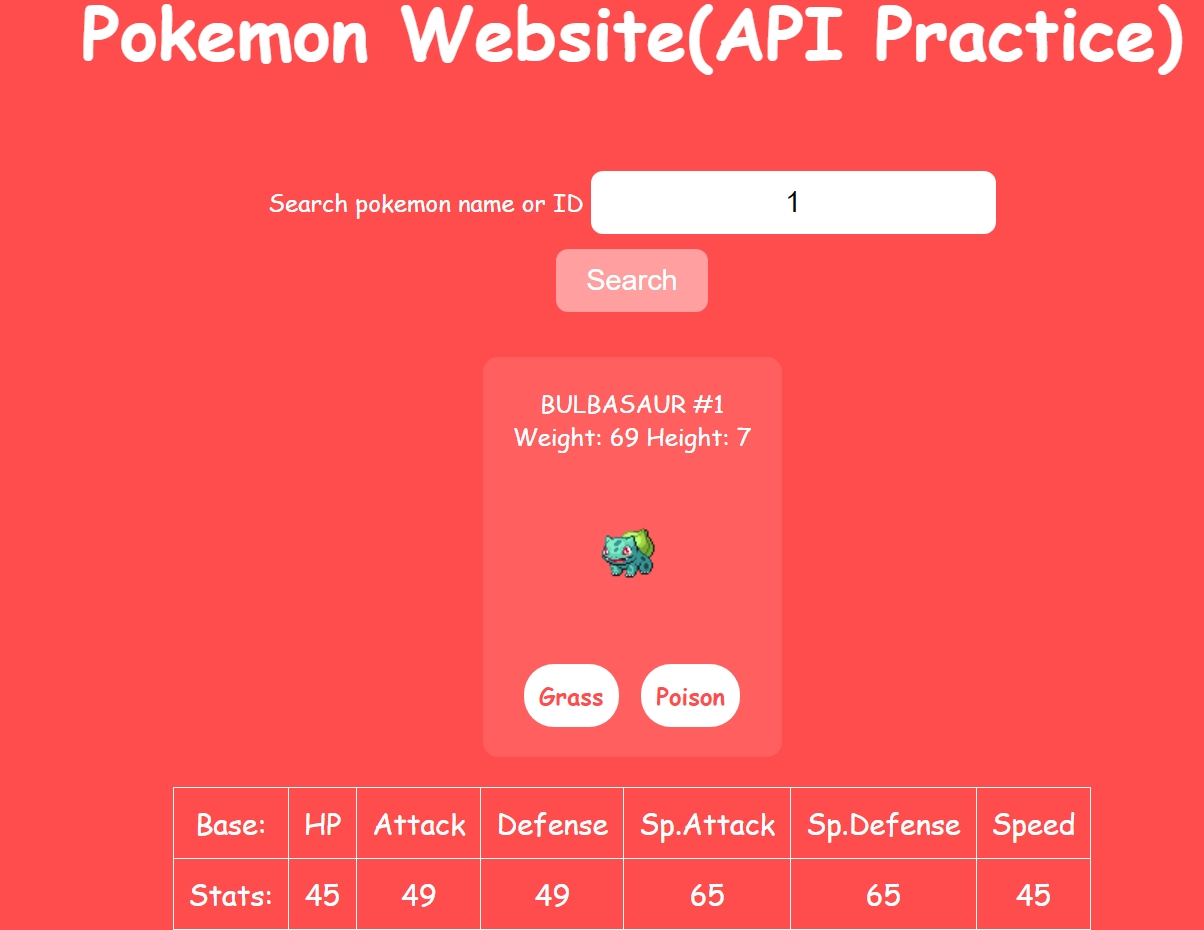 Pokemon Website(API Practice)
Search pokemon name or ID 1
Search
BULBASAUR #1
Weight: 69 Height: 7
Grass Poison
Base: HP Attack Defense Sp.Attack Sp.Defense Speed
Stats: 45 49 49 65 65 45